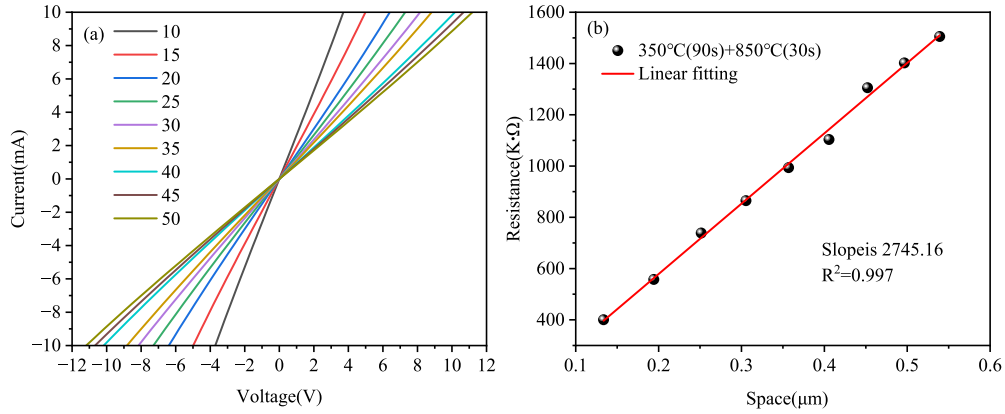 (a)
10
15
20
25
30
35
40
45
50
10
8
6
4
2
0
−2
−4
−6
−8
−10
Current(mA)
−12 −10 −8 −6 −4 −2 0 2 4 6 8 10 12
Voltage(V)
(b)
350℃(90s)+850℃(30s)
Linear fitting
Slopeis 2745.16
R²=0.997
1600
1400
1200
1000
800
600
400
Resistance(K·Ω)
0.1 0.2 0.3 0.4 0.5 0.6
Space(μm)